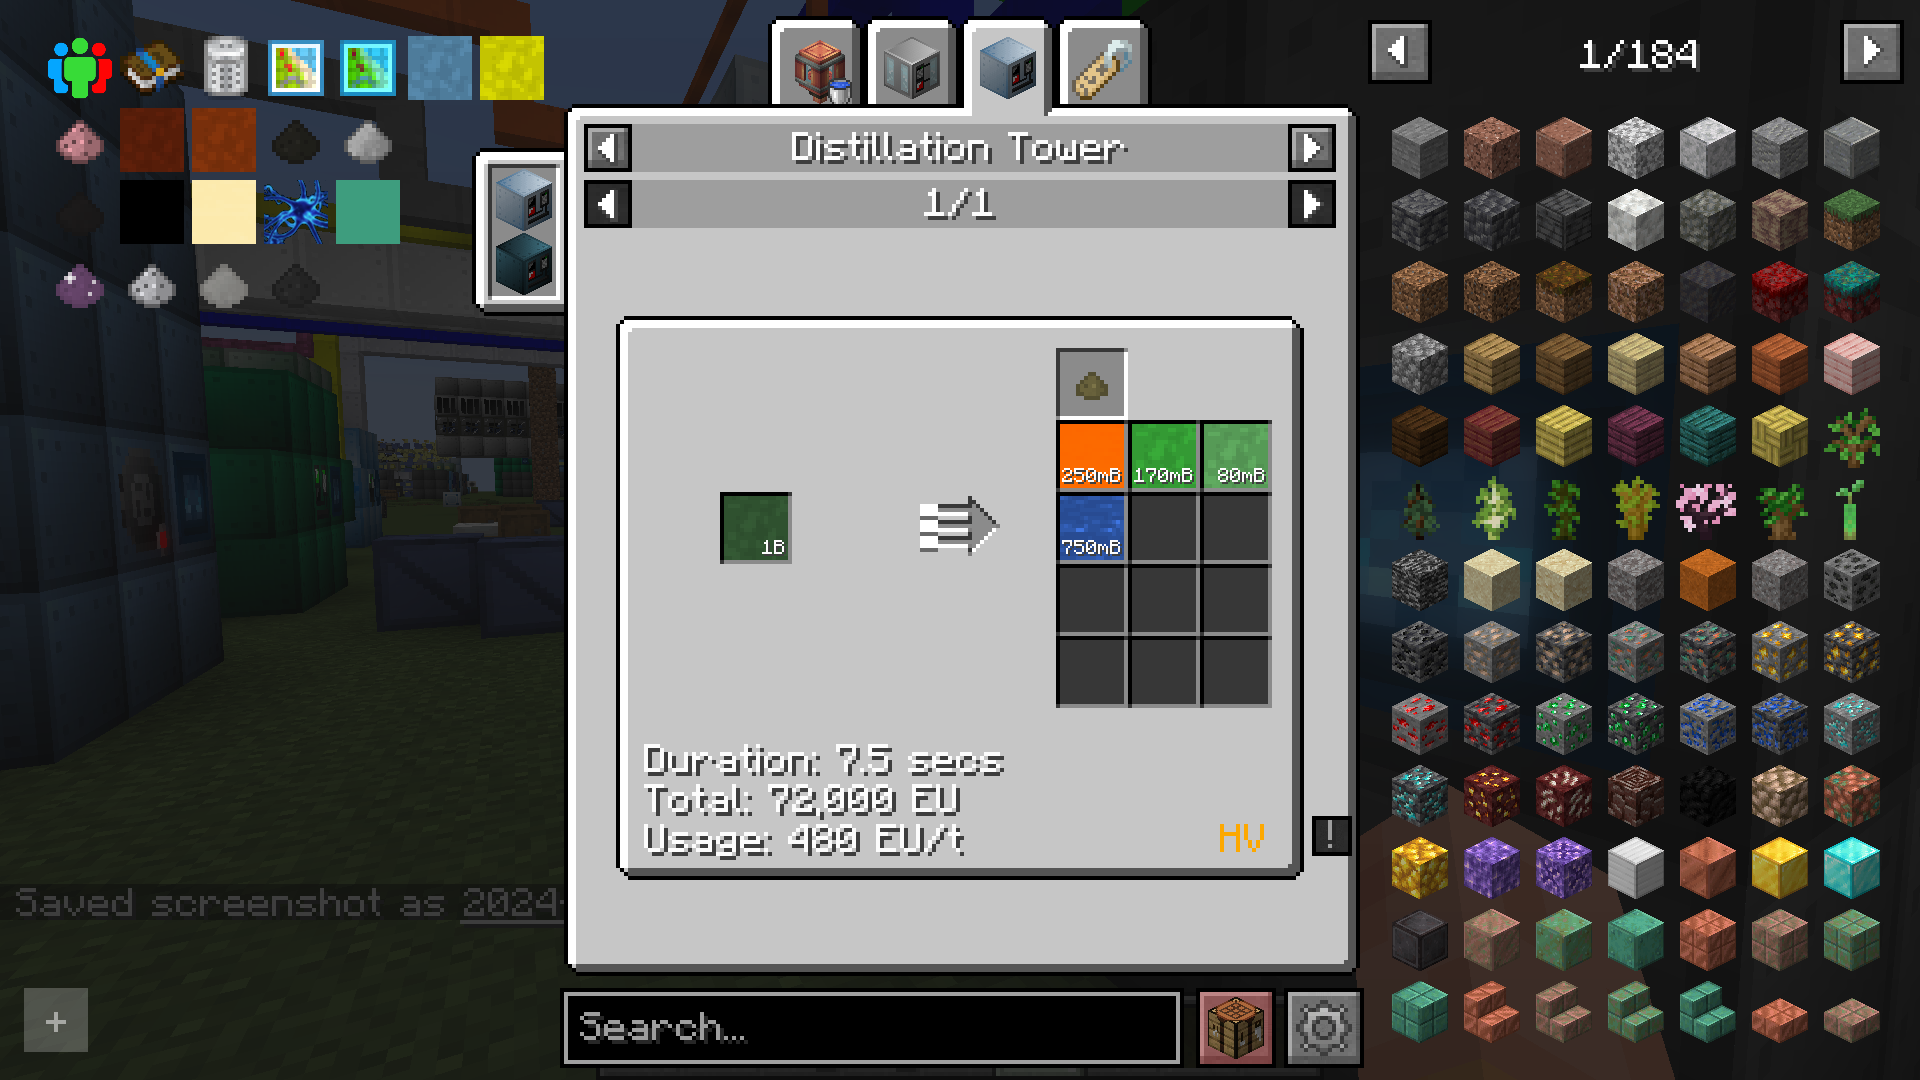 1/184
Distillation Tower
1/1
250mB 170mB 80mB
1B
750mB
Duration: 7.5 secs
Total: 72,000 EU
Usage: 480 EU/t
HV
!
Saved screenshot as 2024-
+
Search...